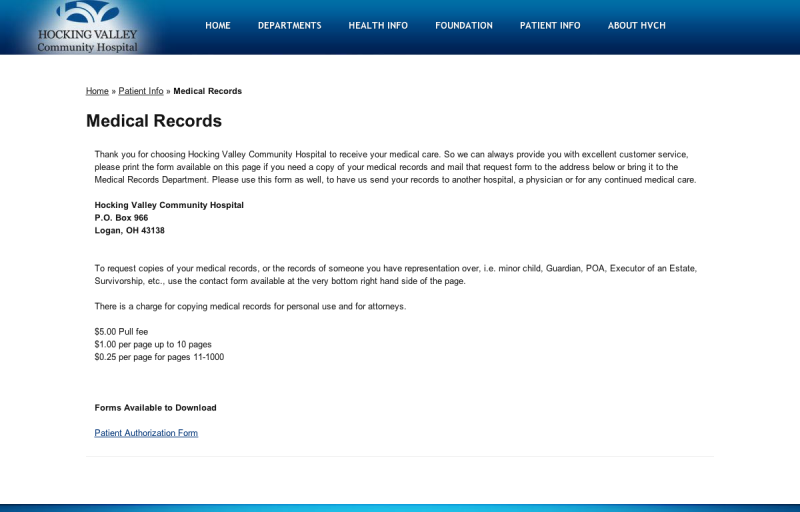 HOCKING VALLEY
Community Hospital
HOME DEPARTMENTS HEALTH INFO FOUNDATION PATIENT INFO ABOUT HVCH
Home » Patient Info » Medical Records
Medical Records
Thank you for choosing Hocking Valley Community Hospital to receive your medical care. So we can always provide you with excellent customer service,
please print the form available on this page if you need a copy of your medical records and mail that request form to the address below or bring it to the
Medical Records Department. Please use this form as well, to have us send your records to another hospital, a physician or for any continued medical care.
Hocking Valley Community Hospital
P.O. Box 966
Logan, OH 43138
To request copies of your medical records, or the records of someone you have representation over, i.e. minor child, Guardian, POA, Executor of an Estate,
Survivorship, etc., use the contact form available at the very bottom right hand side of the page.
There is a charge for copying medical records for personal use and for attorneys.
$5.00 Pull fee
$1.00 per page up to 10 pages
$0.25 per page for pages 11-1000
Forms Available to Download
Patient Authorization Form